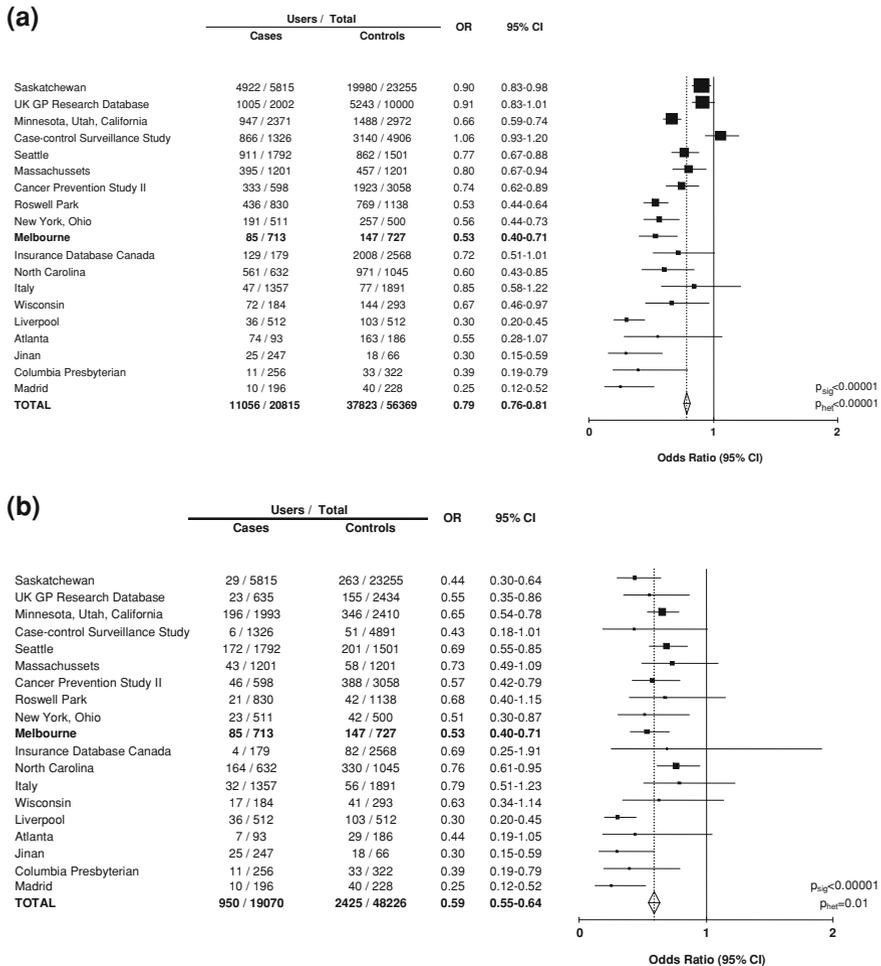 (a)
Users / Total
Cases Controls OR 95% CI
Saskatchewan 4922 / 5815 19980 / 23255 0.90 0.83-0.98
UK GP Research Database 1005 / 2002 5243 / 10000 0.91 0.83-1.01
Minnesota, Utah, California 947 / 2371 1488 / 2972 0.66 0.59-0.74
Case-control Surveillance Study 866 / 1326 3140 / 4906 1.06 0.93-1.20
Seattle 911 / 1792 862 / 1501 0.77 0.67-0.88
Massachussets 395 / 1201 457 / 1201 0.80 0.67-0.94
Cancer Prevention Study II 333 / 598 1923 / 3058 0.74 0.62-0.89
Roswell Park 436 / 830 769 / 1138 0.53 0.44-0.64
New York, Ohio 191 / 511 257 / 500 0.56 0.44-0.73
Melbourne 85 / 713 147 / 727 0.53 0.40-0.71
Insurance Database Canada 129 / 179 2008 / 2568 0.72 0.51-1.01
North Carolina 561 / 632 971 / 1045 0.60 0.43-0.85
Italy 47 / 1357 77 / 1891 0.85 0.58-1.22
Wisconsin 72 / 184 144 / 293 0.67 0.46-0.97
Liverpool 36 / 512 103 / 512 0.30 0.20-0.45
Atlanta 74 / 93 163 / 186 0.55 0.28-1.07
Jinan 25 / 247 18 / 66 0.30 0.15-0.59
Columbia Presbyterian 11 / 256 33 / 322 0.39 0.19-0.79
Madrid 10 / 196 40 / 228 0.25 0.12-0.52 psig<0.00001
TOTAL 11056 / 20815 37823 / 56369 0.79 0.76-0.81 phet<0.00001
0 1 2
Odds Ratio (95% CI)
(b)
Users / Total
Cases Controls OR 95% CI
Saskatchewan 29 / 5815 263 / 23255 0.44 0.30-0.64
UK GP Research Database 23 / 635 155 / 2434 0.55 0.35-0.86
Minnesota, Utah, California 196 / 1993 346 / 2410 0.65 0.54-0.78
Case-control Surveillance Study 6 / 1326 51 / 4891 0.43 0.18-1.01
Seattle 172 / 1792 201 / 1501 0.69 0.55-0.85
Massachussets 43 / 1201 58 / 1201 0.73 0.49-1.09
Cancer Prevention Study II 46 / 598 388 / 3058 0.57 0.42-0.79
Roswell Park 21 / 830 42 / 1138 0.68 0.40-1.15
New York, Ohio 23 / 511 42 / 500 0.51 0.30-0.87
Melbourne 85 / 713 147 / 727 0.53 0.40-0.71
Insurance Database Canada 4 / 179 82 / 2568 0.69 0.25-1.91
North Carolina 164 / 632 330 / 1045 0.76 0.61-0.95
Italy 32 / 1357 56 / 1891 0.79 0.51-1.23
Wisconsin 17 / 184 41 / 293 0.63 0.34-1.14
Liverpool 36 / 512 103 / 512 0.30 0.20-0.45
Atlanta 7 / 93 29 / 186 0.44 0.19-1.05
Jinan 25 / 247 18 / 66 0.30 0.15-0.59
Columbia Presbyterian 11 / 256 33 / 322 0.39 0.19-0.79
Madrid 10 / 196 40 / 228 0.25 0.12-0.52 psig<0.00001
TOTAL 950 / 19070 2425 / 48226 0.59 0.55-0.64 phet=0.01
0 1 2
Odds Ratio (95% CI)